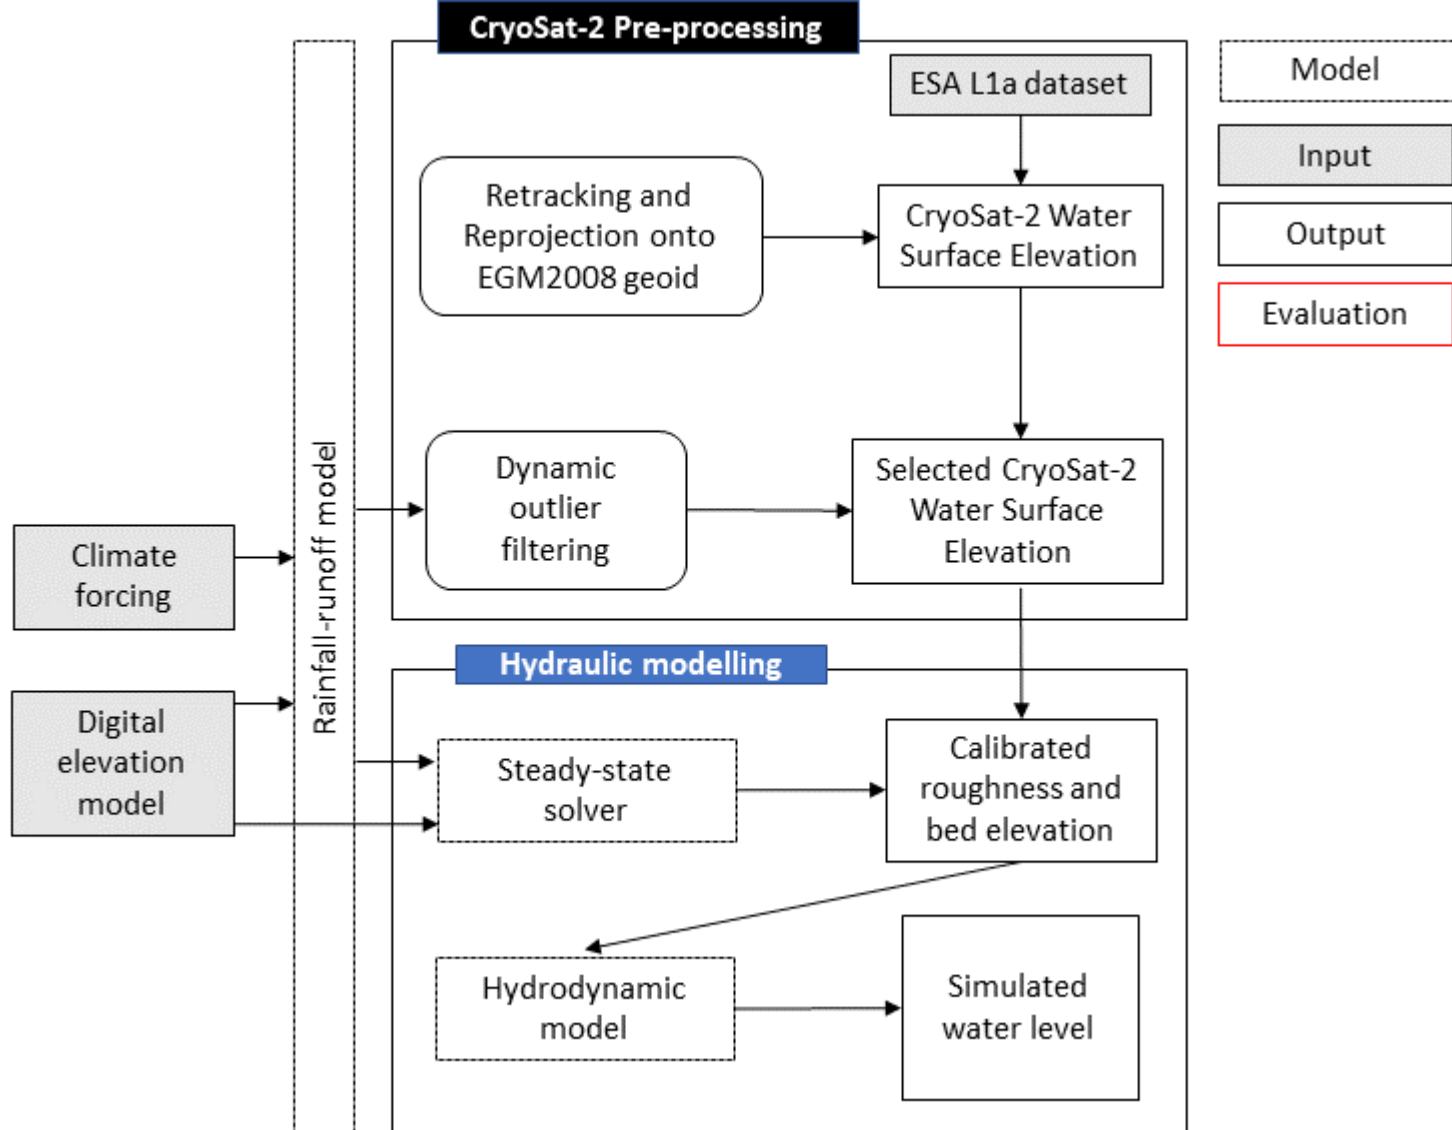 CryoSat-2 Pre-processing
ESA L1a dataset
Retracking and
Reprojection onto
EGM2008 geoid
CryoSat-2 Water
Surface Elevation
Dynamic
outlier
filtering
Selected CryoSat-2
Water Surface
Elevation
Model
Input
Output
Evaluation
Climate
forcing
Digital
elevation
model
Rainfall-runoff model
Hydraulic modelling
Steady-state
solver
Calibrated
roughness and
bed elevation
Hydrodynamic
model
Simulated
water level